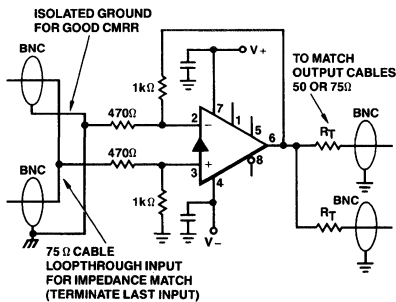 ISOLATED GROUND
FOR GOOD CMRR
BNC
BNC
470Ω
470Ω
1kΩ
1kΩ
V+
7
2
−
1
5
6
+
3
8
4
V−
TO MATCH
OUTPUT CABLES
50 OR 75Ω
RT
BNC
RT
BNC
75 Ω CABLE
LOOPTHROUGH INPUT
FOR IMPEDANCE MATCH
(TERMINATE LAST INPUT)